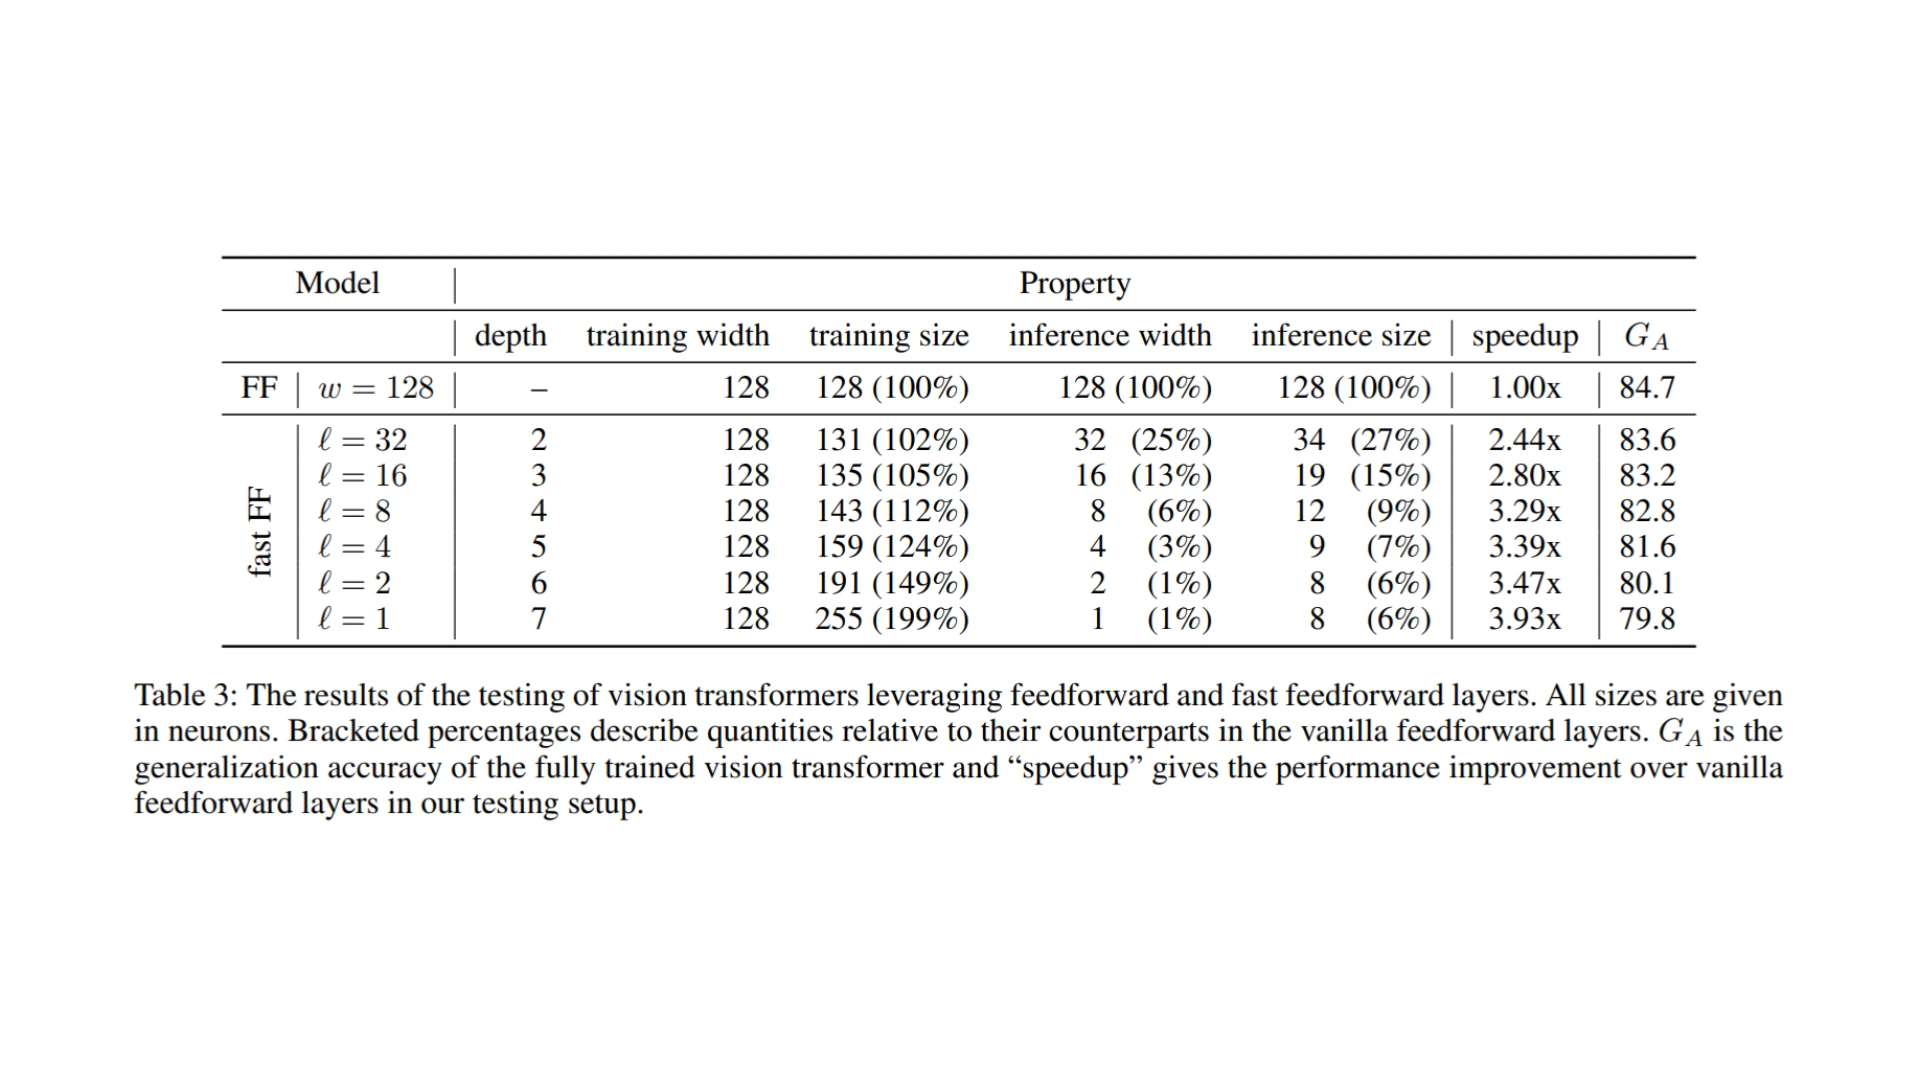 Model Property
depth training width training size inference width inference size speedup G_A
FF w = 128 – 128 128 (100%) 128 (100%) 128 (100%) 1.00x 84.7
fast FF
ℓ = 32 2 128 131 (102%) 32 (25%) 34 (27%) 2.44x 83.6
ℓ = 16 3 128 135 (105%) 16 (13%) 19 (15%) 2.80x 83.2
ℓ = 8 4 128 143 (112%) 8 (6%) 12 (9%) 3.29x 82.8
ℓ = 4 5 128 159 (124%) 4 (3%) 9 (7%) 3.39x 81.6
ℓ = 2 6 128 191 (149%) 2 (1%) 8 (6%) 3.47x 80.1
ℓ = 1 7 128 255 (199%) 1 (1%) 8 (6%) 3.93x 79.8
Table 3: The results of the testing of vision transformers leveraging feedforward and fast feedforward layers. All sizes are given
in neurons. Bracketed percentages describe quantities relative to their counterparts in the vanilla feedforward layers. G_A is the
generalization accuracy of the fully trained vision transformer and “speedup” gives the performance improvement over vanilla
feedforward layers in our testing setup.